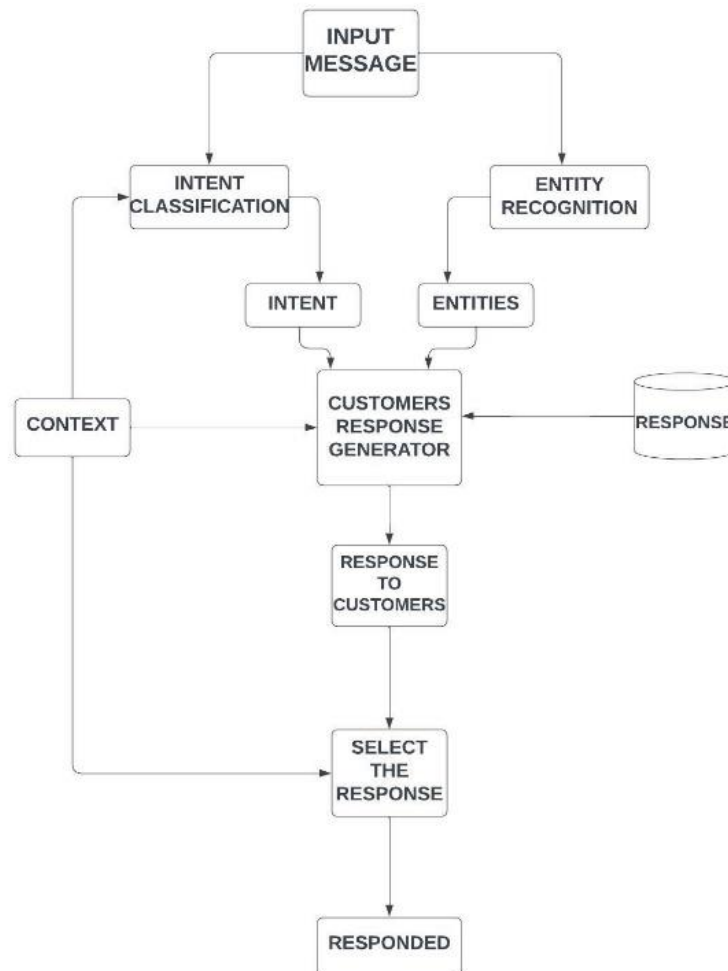 INPUT
MESSAGE
INTENT
CLASSIFICATION
ENTITY
RECOGNITION
INTENT
ENTITIES
CONTEXT
CUSTOMERS
RESPONSE
GENERATOR
RESPONSE
RESPONSE
TO
CUSTOMERS
SELECT
THE
RESPONSE
RESPONDED